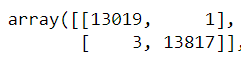 array([[13019,     1],
       [    3, 13817]],